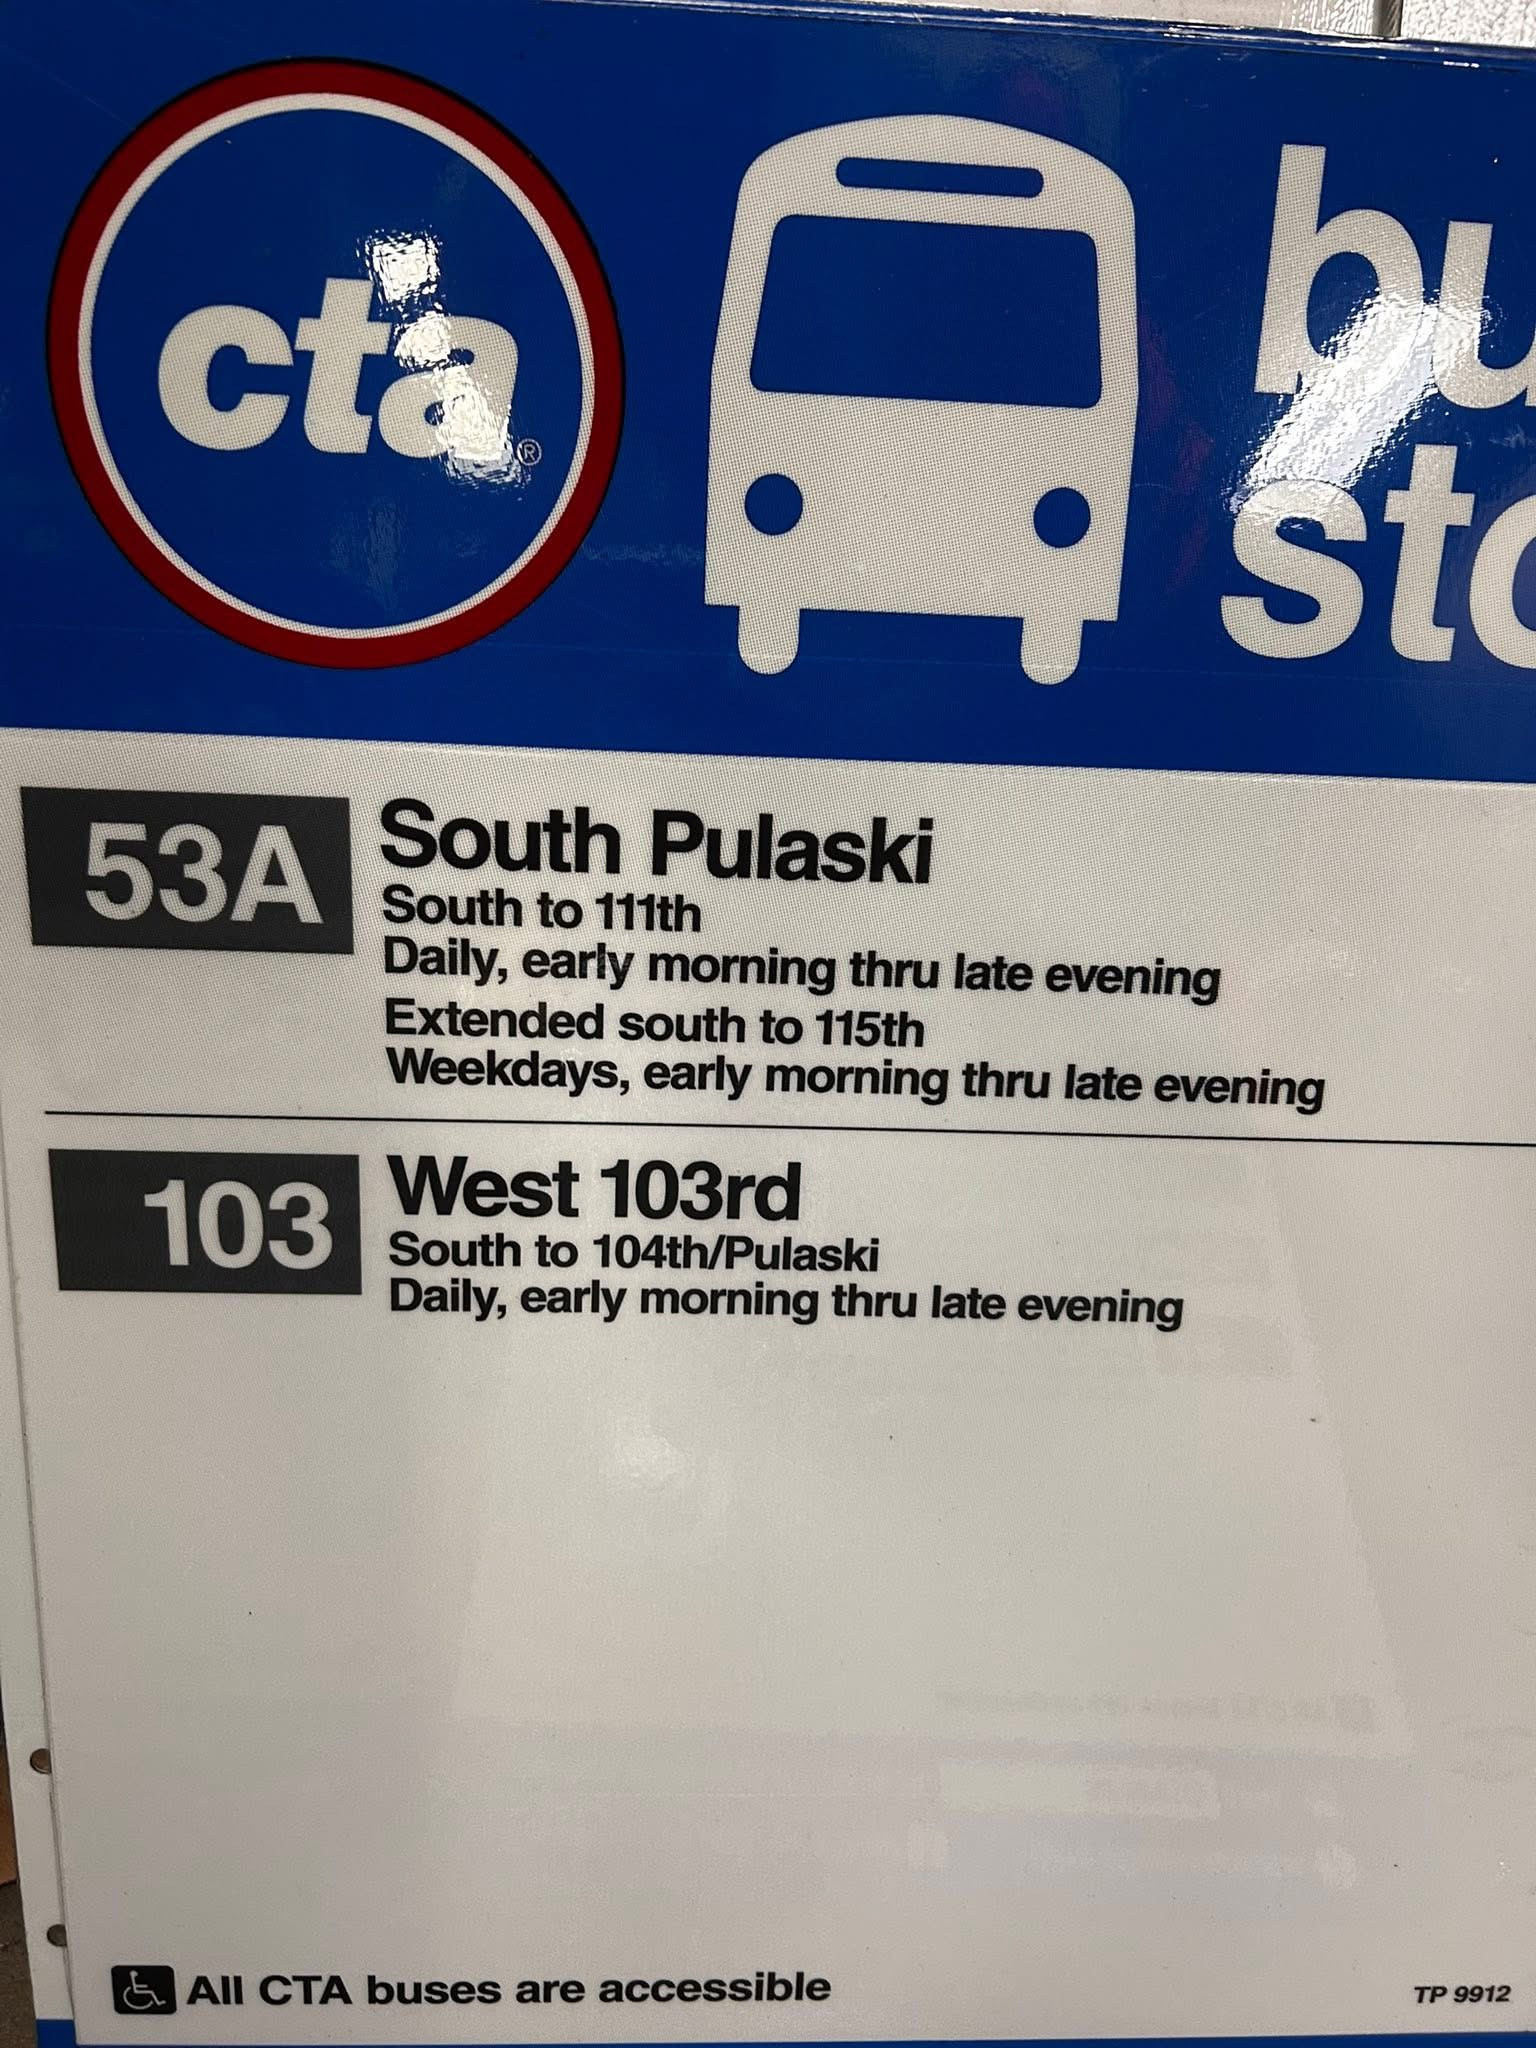 cta®
bu
sto
53A
South Pulaski
South to 111th
Daily, early morning thru late evening
Extended south to 115th
Weekdays, early morning thru late evening
103
West 103rd
South to 104th/Pulaski
Daily, early morning thru late evening
All CTA buses are accessible
TP 9912